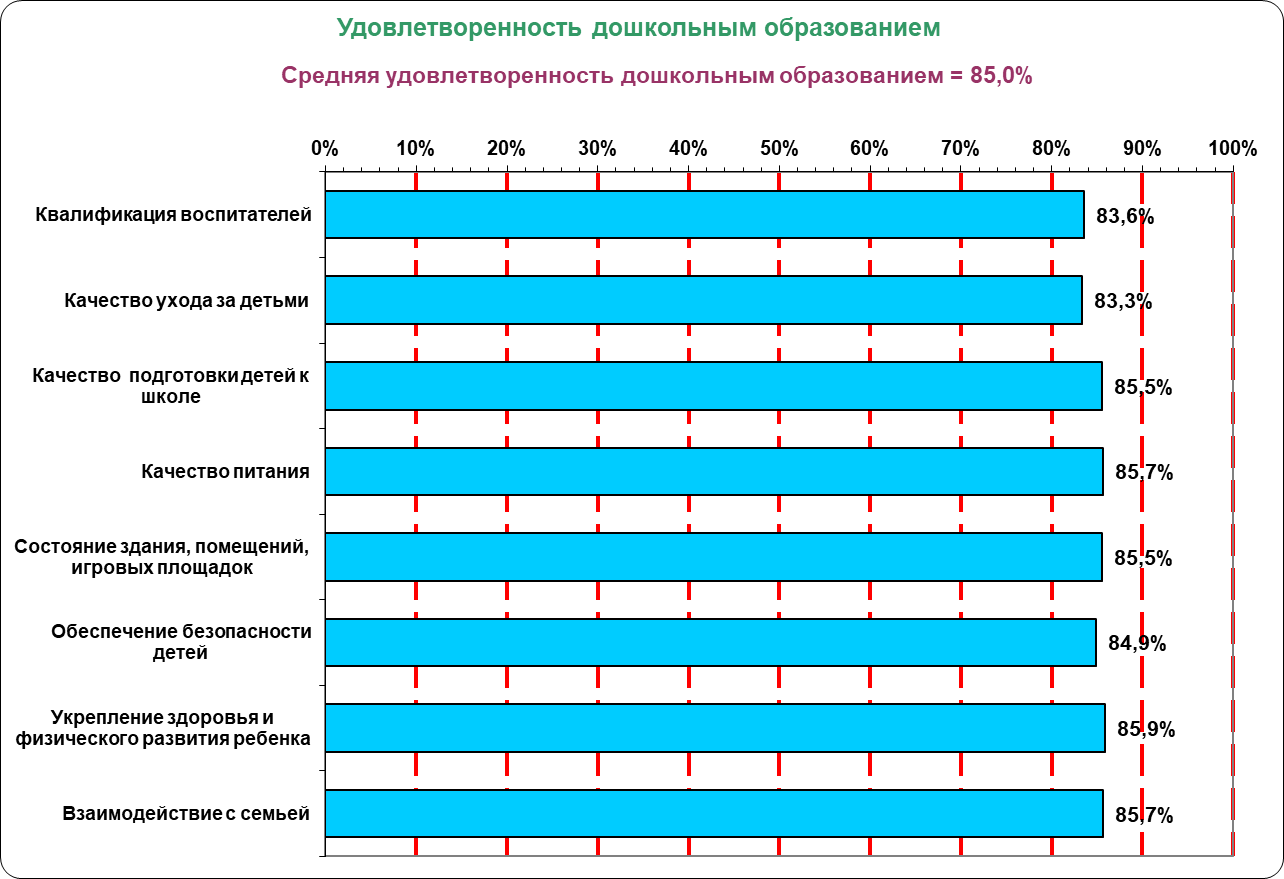 Удовлетворенность дошкольным образованием
Средняя удовлетворенность дошкольным образованием = 85,0%
0% 10% 20% 30% 40% 50% 60% 70% 80% 90% 100%
Квалификация воспитателей 83,6%
Качество ухода за детьми 83,3%
Качество подготовки детей к
школе 85,5%
Качество питания 85,7%
Состояние здания, помещений,
игровых площадок 85,5%
Обеспечение безопасности
детей 84,9%
Укрепление здоровья и
физического развития ребенка 85,9%
Взаимодействие с семьей 85,7%